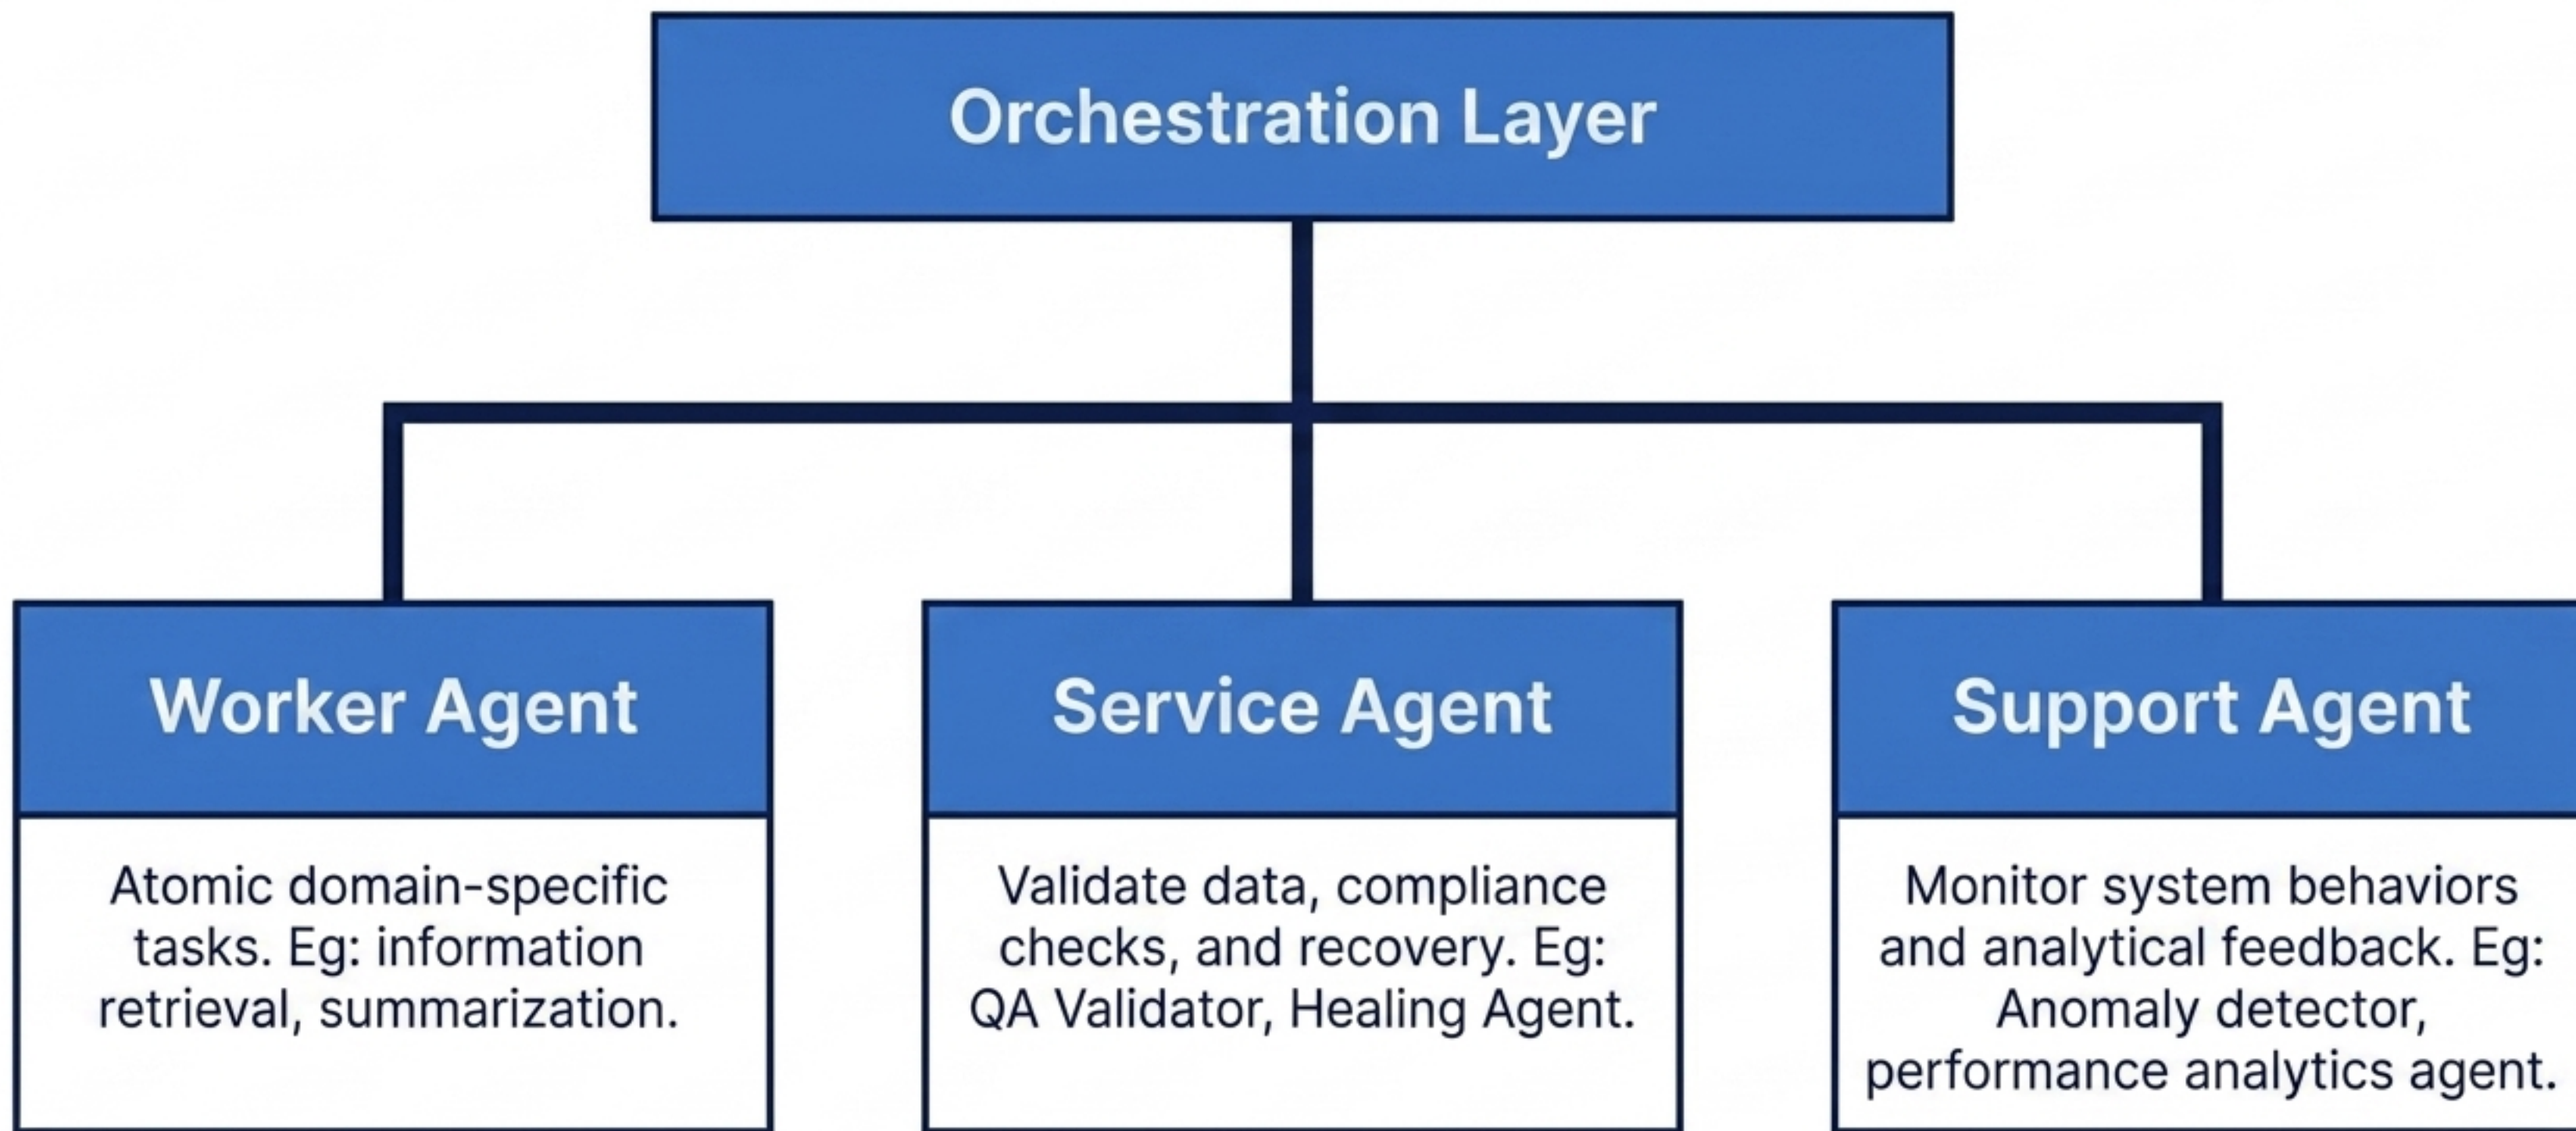 Orchestration Layer
Worker Agent
Atomic domain-specific
tasks. Eg: information
retrieval, summarization.
Service Agent
Validate data, compliance
checks, and recovery. Eg:
QA Validator, Healing Agent.
Support Agent
Monitor system behaviors
and analytical feedback. Eg:
Anomaly detector,
performance analytics agent.